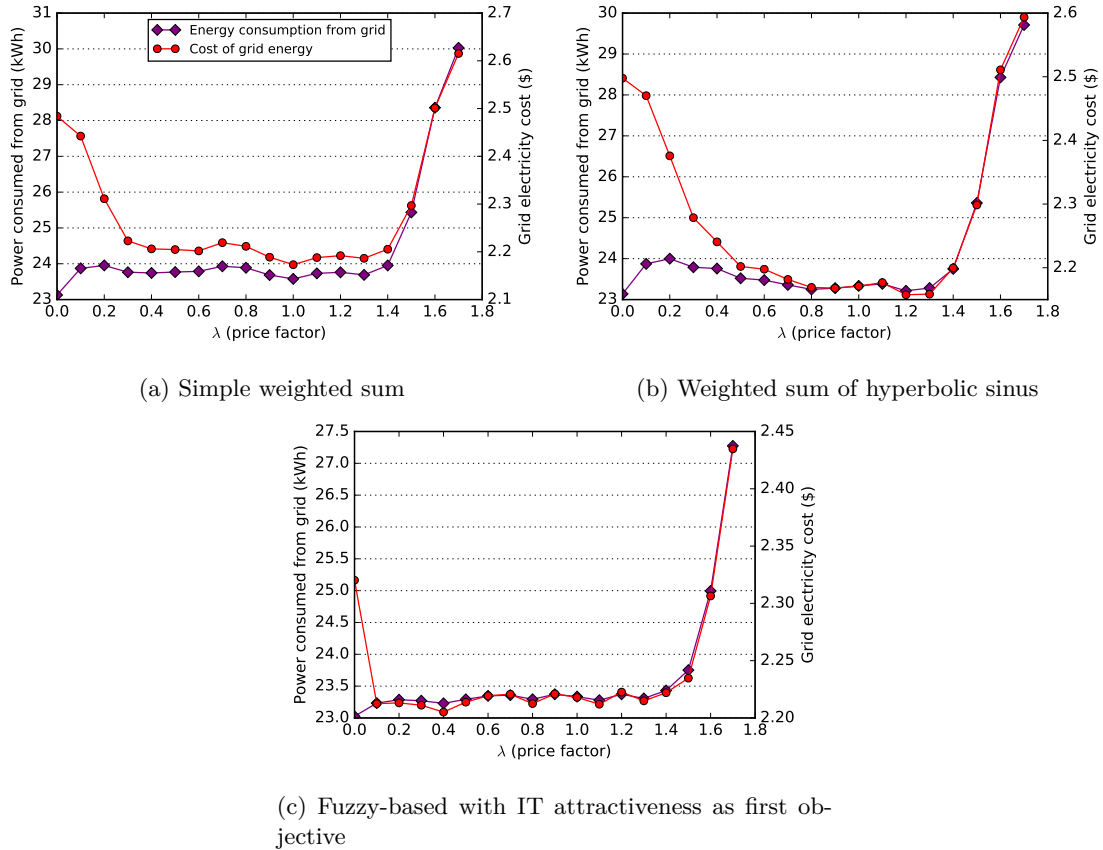 31
30
29
28
27
26
25
24
23
Power consumed from grid (kWh)
Energy consumption from grid
Cost of grid energy
2.7
2.6
2.5
2.4
2.3
2.2
2.1
Grid electricity cost ($)
0.0 0.2 0.4 0.6 0.8 1.0 1.2 1.4 1.6 1.8
λ (price factor)
(a) Simple weighted sum
30
29
28
27
26
25
24
23
Power consumed from grid (kWh)
2.6
2.5
2.4
2.3
2.2
Grid electricity cost ($)
0.0 0.2 0.4 0.6 0.8 1.0 1.2 1.4 1.6 1.8
λ (price factor)
(b) Weighted sum of hyperbolic sinus
27.5
27.0
26.5
26.0
25.5
25.0
24.5
24.0
23.5
23.0
Power consumed from grid (kWh)
2.45
2.40
2.35
2.30
2.25
2.20
Grid electricity cost ($)
0.0 0.2 0.4 0.6 0.8 1.0 1.2 1.4 1.6 1.8
λ (price factor)
(c) Fuzzy-based with IT attractiveness as first ob-
jective